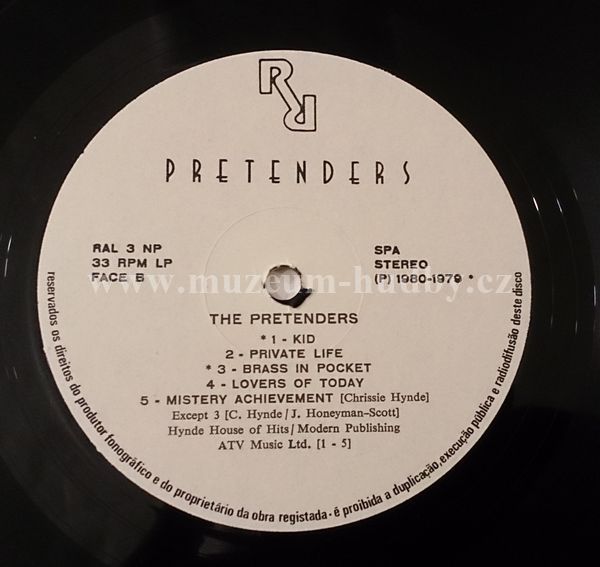 PRETENDERS
RAL 3 NP
33 RPM LP
FACE B
SPA
STEREO
(P) 1980-1979 *
www.muzeum-hudby.cz
THE PRETENDERS
* 1 - KID
2 - PRIVATE LIFE
* 3 - BRASS IN POCKET
4 - LOVERS OF TODAY
5 - MISTERY ACHIEVEMENT [Chrissie Hynde]
Except 3 [C. Hynde/J. Honeyman-Scott]
Hynde House of Hits/Modern Publishing
ATV Music Ltd. [1 - 5]
reservados os direitos do produtor fonográfico e do proprietário da obra registada - é proibida a duplicação, execução pública e radiodifusão deste disco